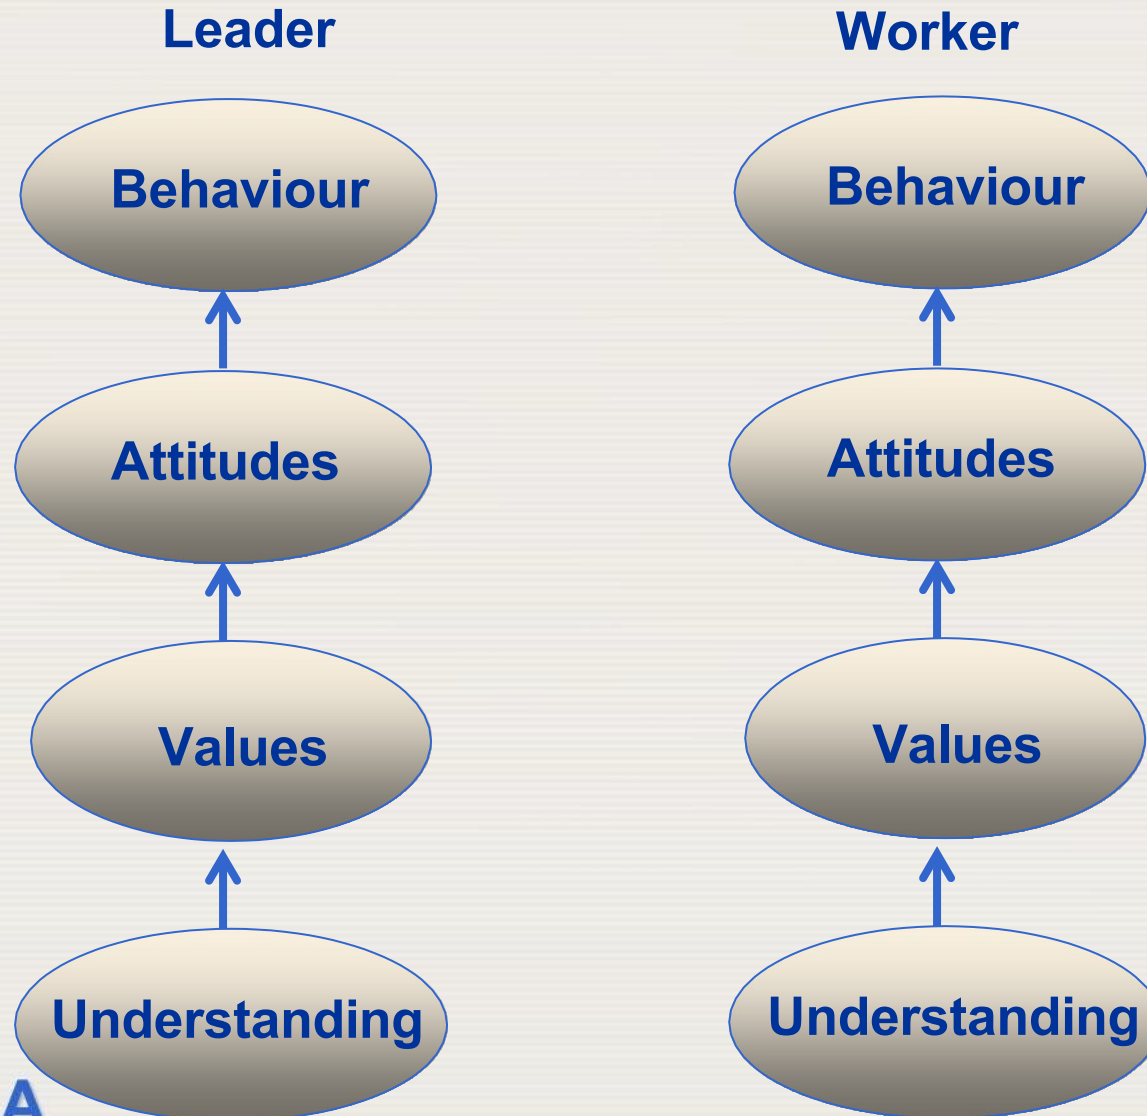 Leader
Worker
Behaviour
Behaviour
Attitudes
Attitudes
Values
Values
Understanding
Understanding
A